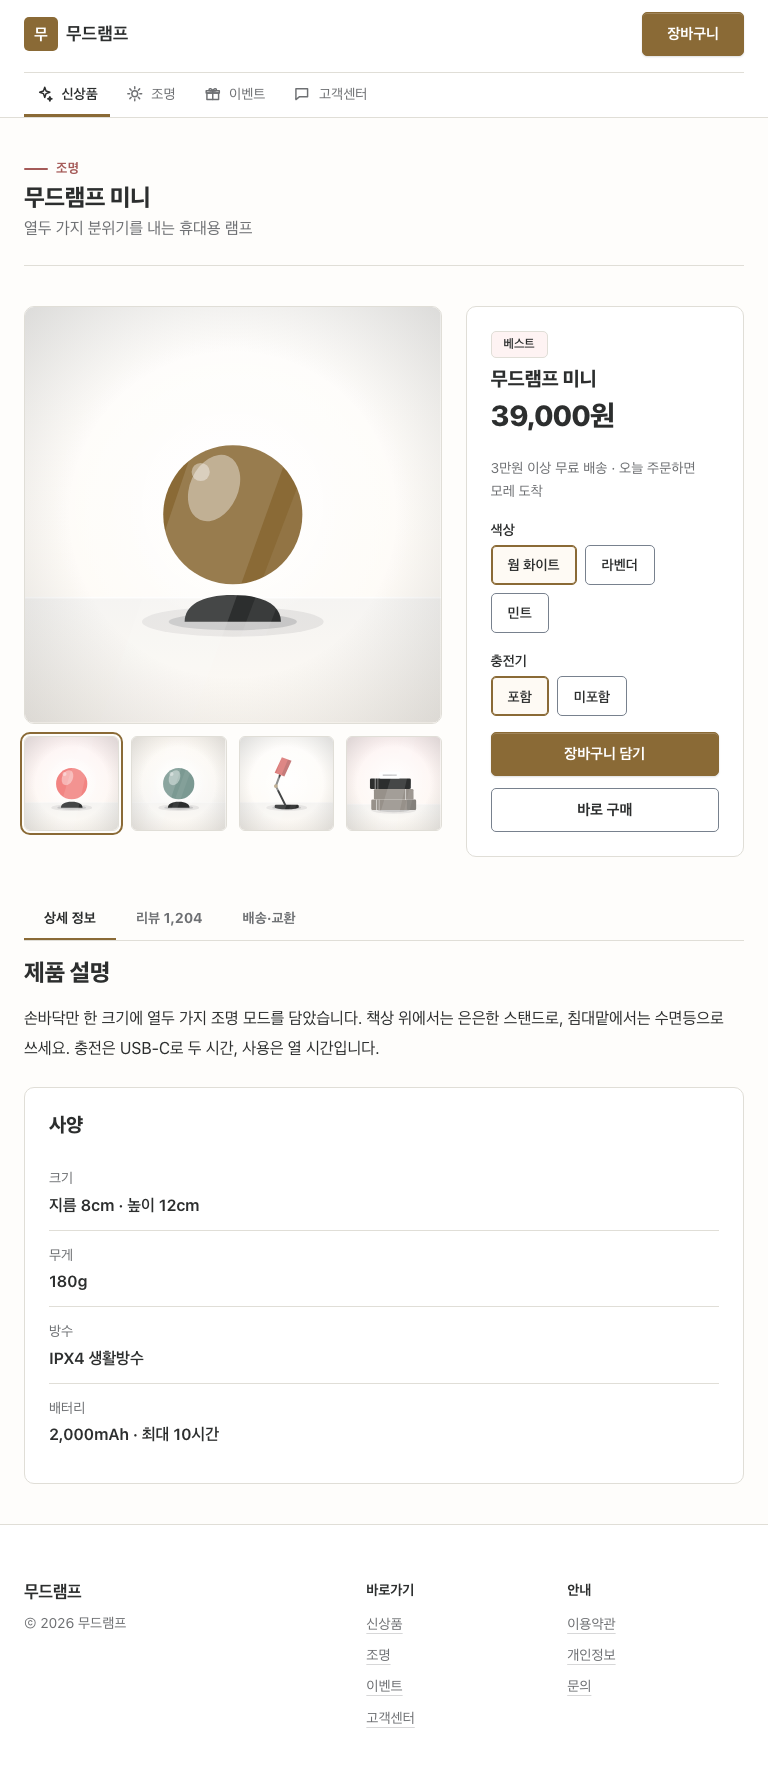 무 무드램프
장바구니
신상품 조명 이벤트 고객센터
조명
무드램프 미니
열두 가지 분위기를 내는 휴대용 램프
베스트
무드램프 미니
39,000원
3만원 이상 무료 배송 · 오늘 주문하면
모레 도착
색상
웜 화이트 라벤더
민트
충전기
포함 미포함
장바구니 담기
바로 구매
상세 정보 리뷰 1,204 배송·교환
제품 설명
손바닥만 한 크기에 열두 가지 조명 모드를 담았습니다. 책상 위에서는 은은한 스탠드로, 침대맡에서는 수면등으로
쓰세요. 충전은 USB-C로 두 시간, 사용은 열 시간입니다.
사양
크기
지름 8cm · 높이 12cm
무게
180g
방수
IPX4 생활방수
배터리
2,000mAh · 최대 10시간
무드램프
© 2026 무드램프
바로가기
신상품
조명
이벤트
고객센터
안내
이용약관
개인정보
문의